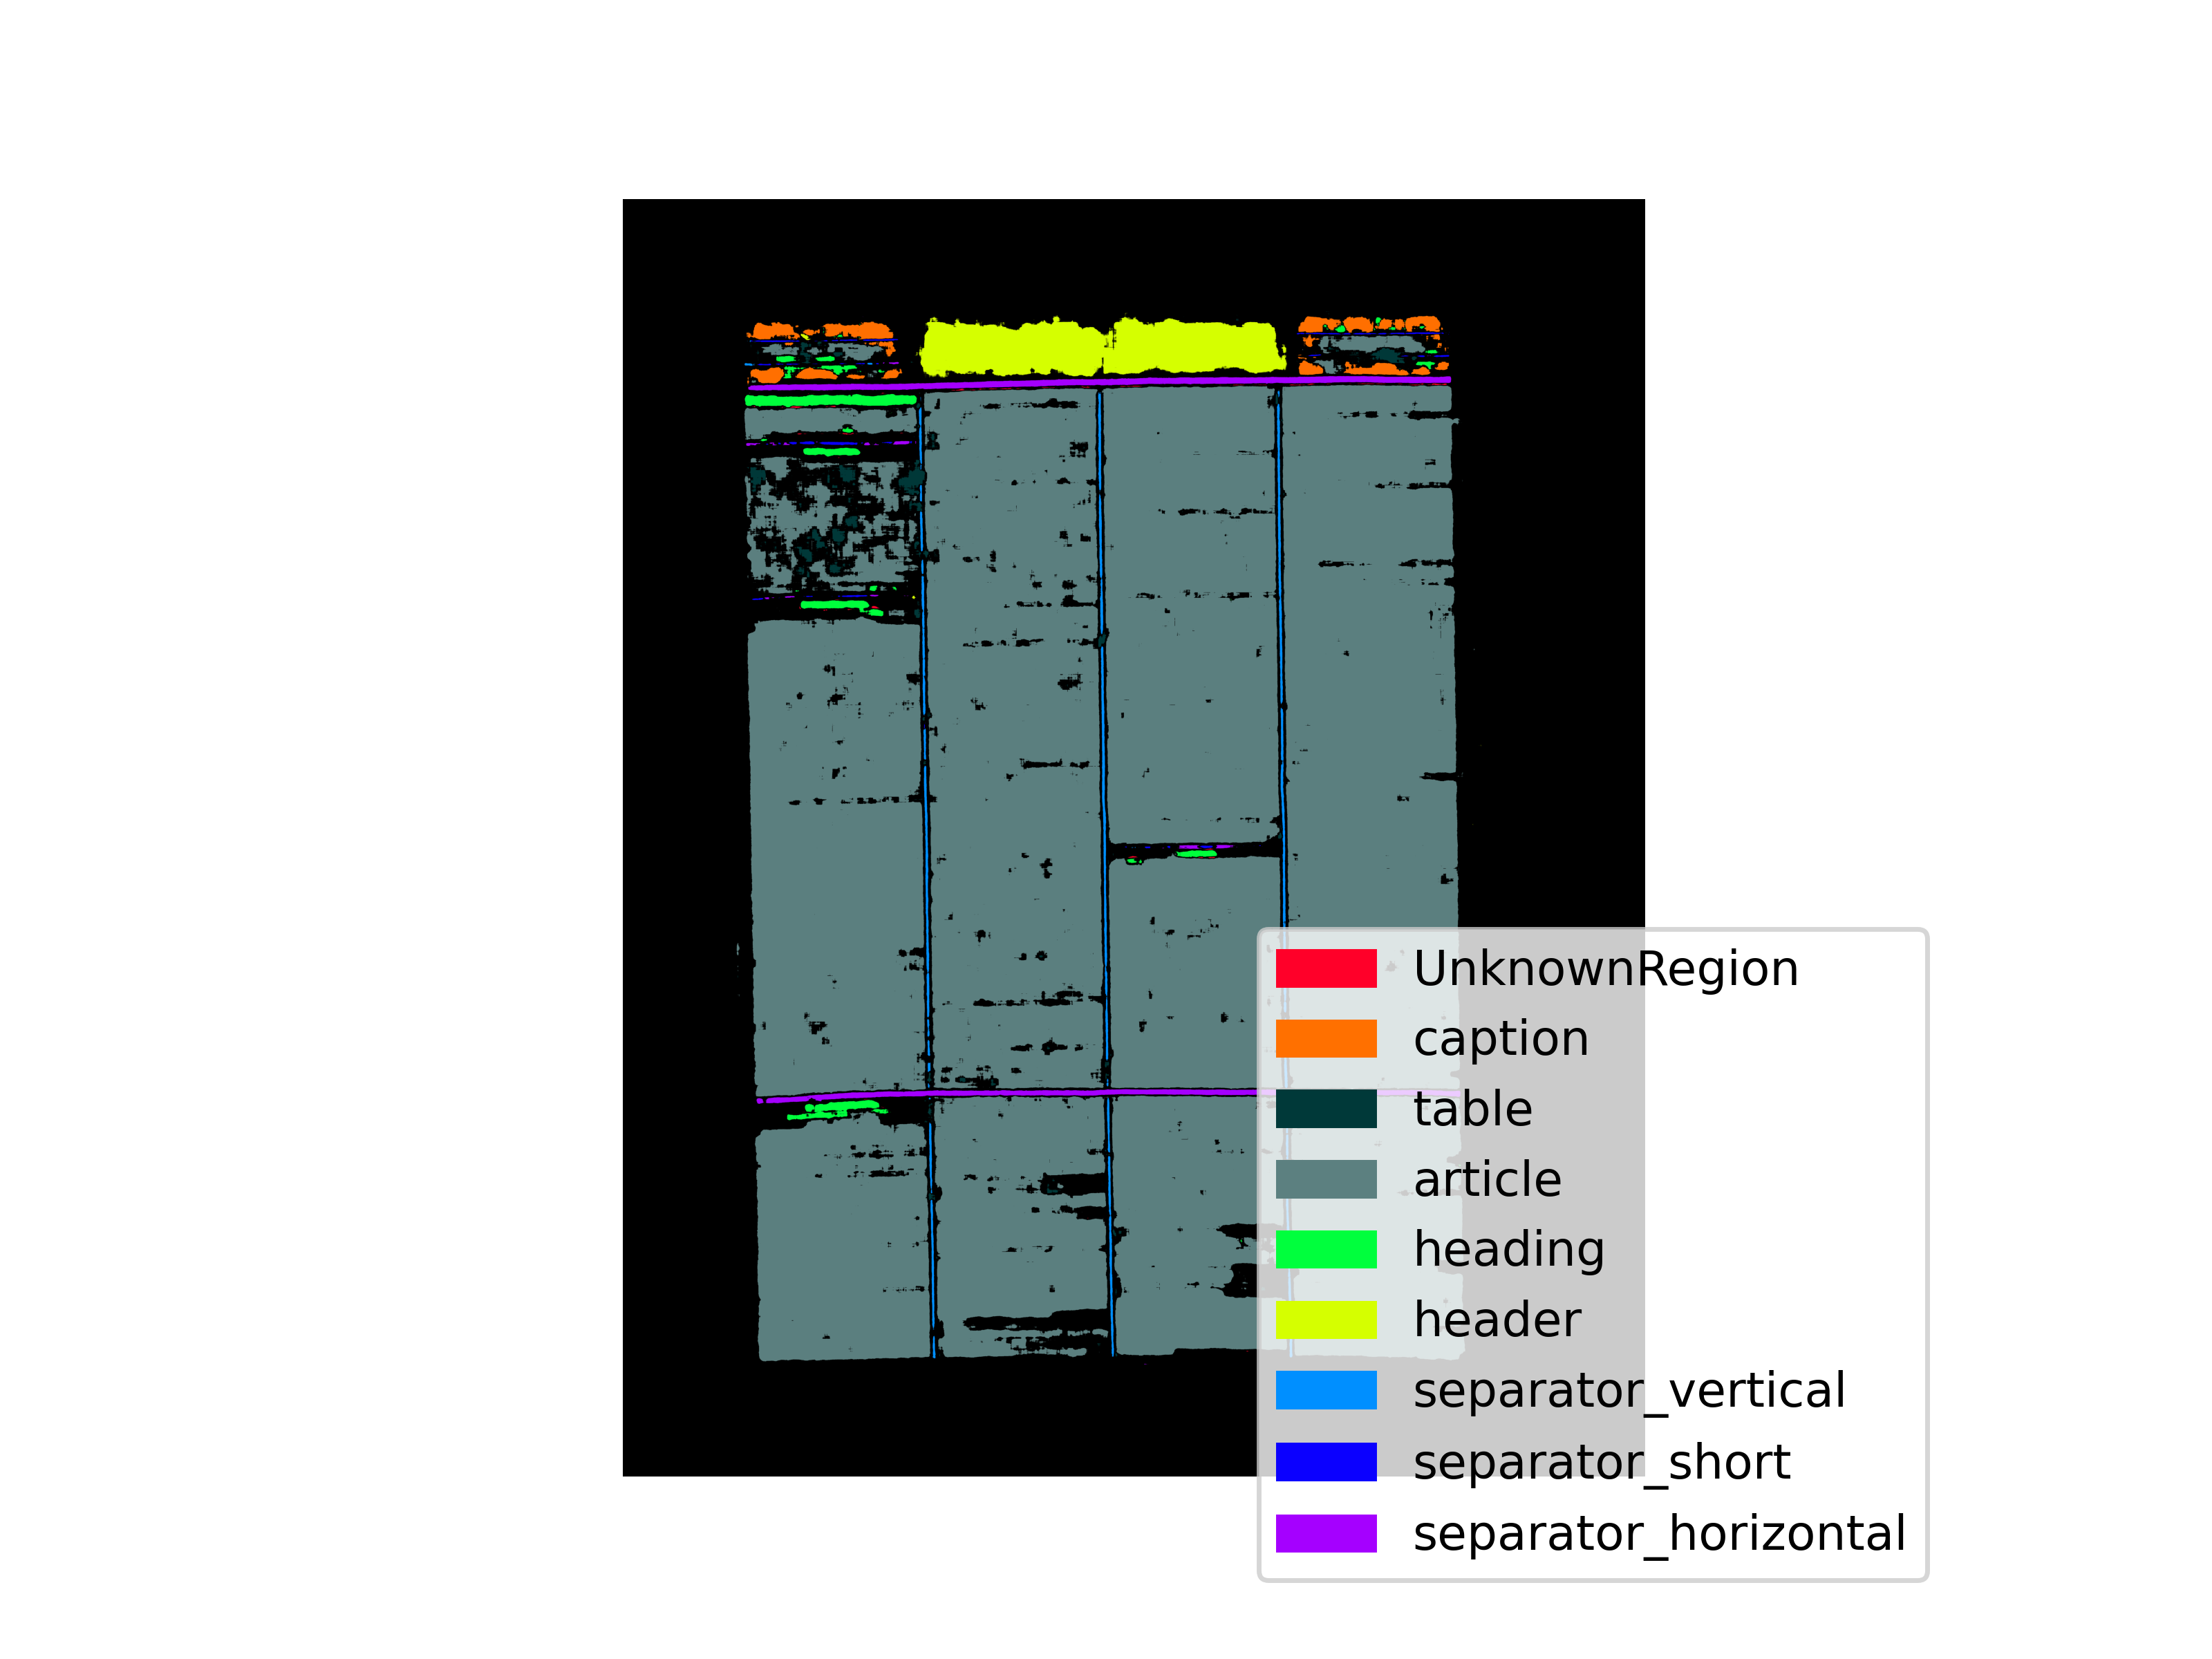 UnknownRegion
caption
table
article
heading
header
separator_vertical
separator_short
separator_horizontal